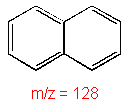 m/z = 128